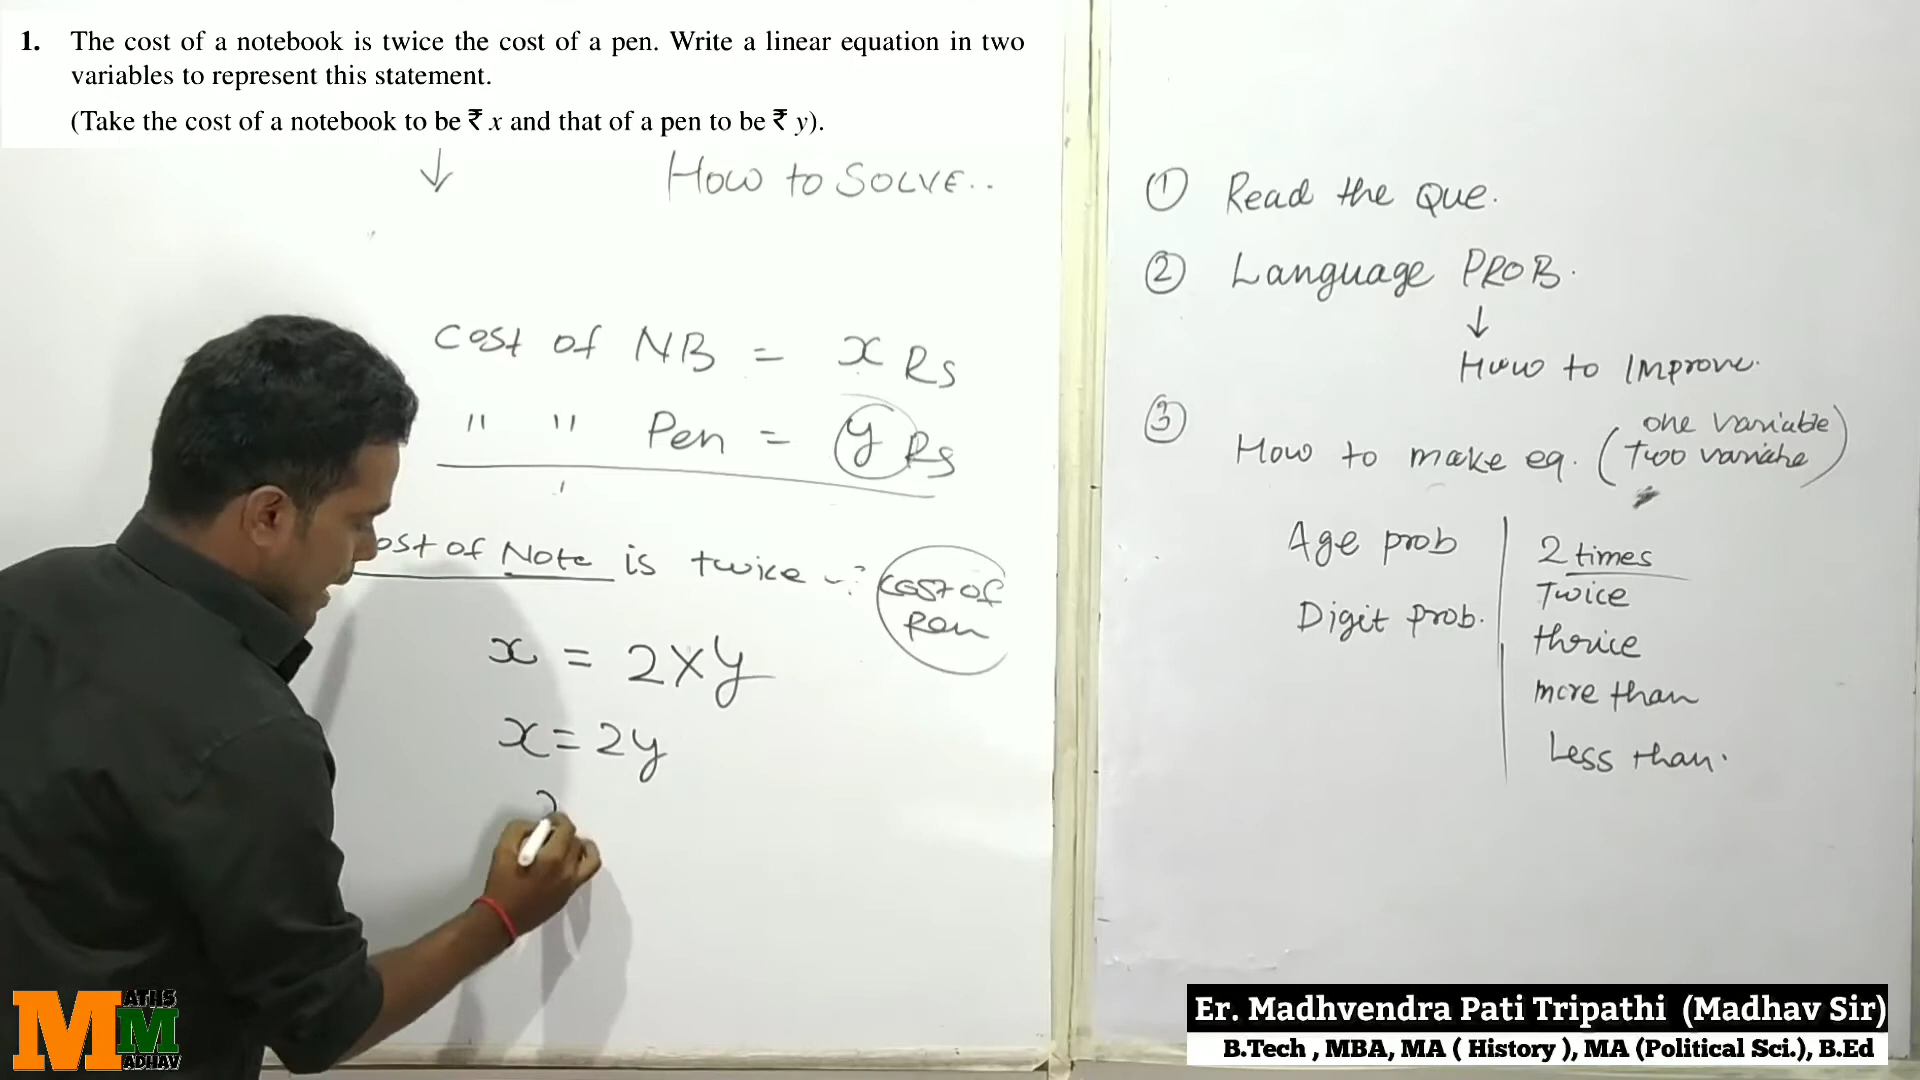 1. The cost of a notebook is twice the cost of a pen. Write a linear equation in two
variables to represent this statement.
(Take the cost of a notebook to be ₹ x and that of a pen to be ₹ y).
↓ How to SOLVE..
Cost of NB = x Rs
" " Pen = y Rs
ost of Note is twice
cost of
Pen
x = 2×y
x = 2y
① Read the Que.
② Language PROB.
↓
How to Improve.
③ How to make eq. (one variable
Two variable)
Age prob
Digit prob.
2 times
Twice
thrice
more than
Less than.
MATHS
MADHAV
Er. Madhvendra Pati Tripathi (Madhav Sir)
B.Tech , MBA, MA ( History ), MA (Political Sci.), B.Ed